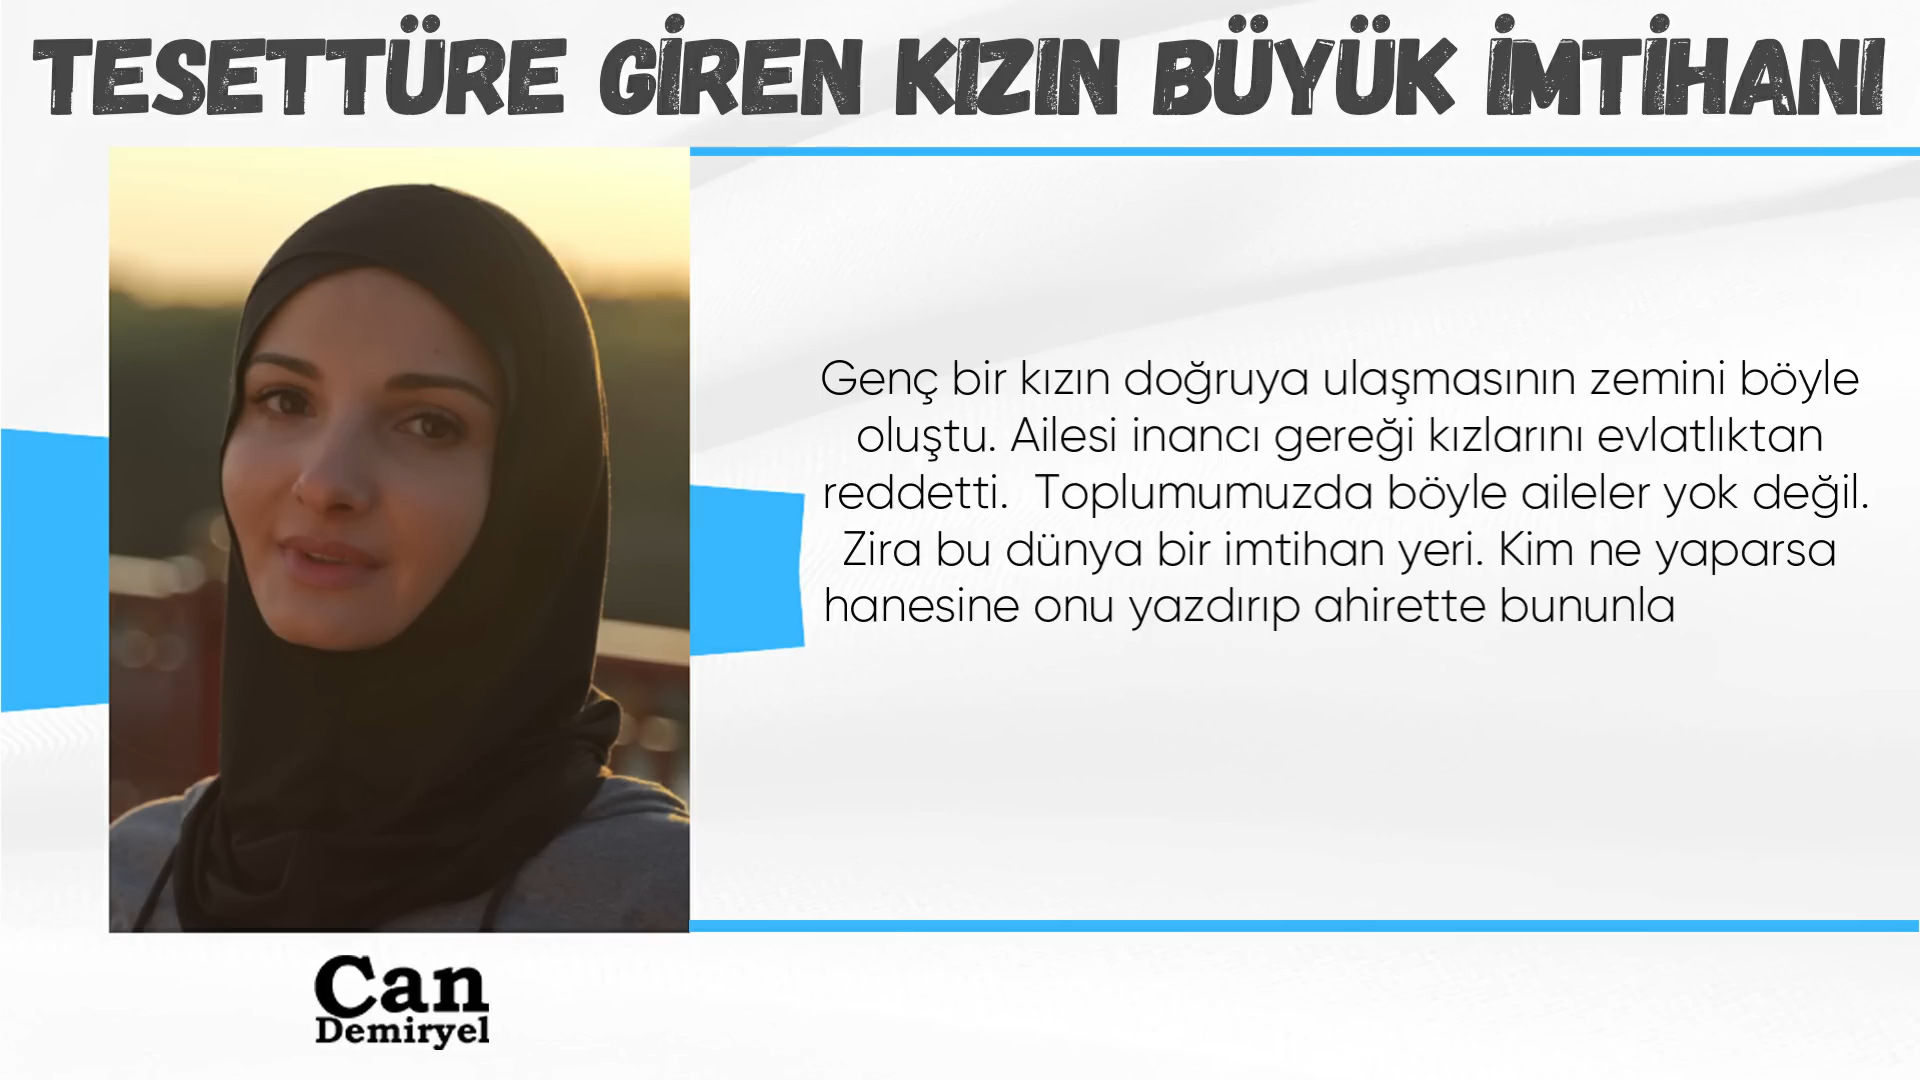 TESETTÜRE GİREN KIZIN BÜYÜK İMTİHANI
Genç bir kızın doğruya ulaşmasının zemini böyle
oluştu. Ailesi inancı gereği kızlarını evlatlıktan
reddetti.  Toplumumuzda böyle aileler yok değil.
Zira bu dünya bir imtihan yeri. Kim ne yaparsa
hanesine onu yazdırıp ahirette bununla
Can
Demiryel